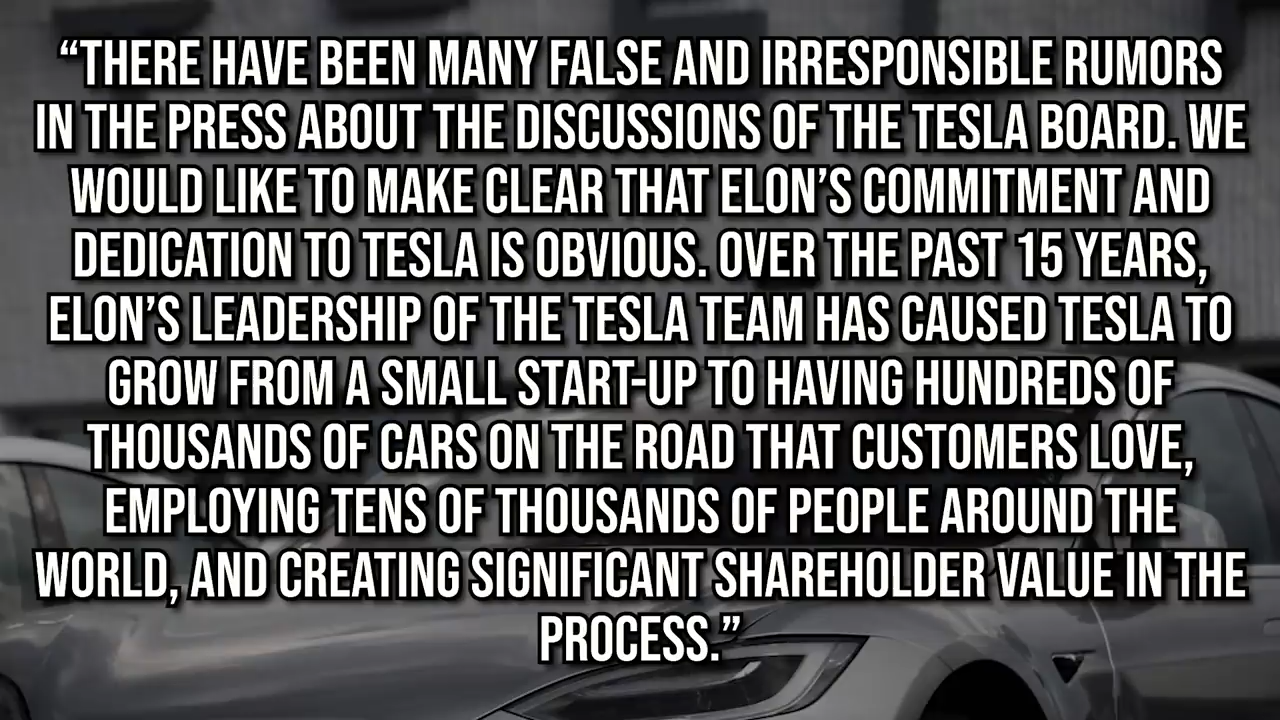 “THERE HAVE BEEN MANY FALSE AND IRRESPONSIBLE RUMORS
IN THE PRESS ABOUT THE DISCUSSIONS OF THE TESLA BOARD. WE
WOULD LIKE TO MAKE CLEAR THAT ELON’S COMMITMENT AND
DEDICATION TO TESLA IS OBVIOUS. OVER THE PAST 15 YEARS,
ELON’S LEADERSHIP OF THE TESLA TEAM HAS CAUSED TESLA TO
GROW FROM A SMALL START-UP TO HAVING HUNDREDS OF
THOUSANDS OF CARS ON THE ROAD THAT CUSTOMERS LOVE,
EMPLOYING TENS OF THOUSANDS OF PEOPLE AROUND THE
WORLD, AND CREATING SIGNIFICANT SHAREHOLDER VALUE IN THE
PROCESS.”